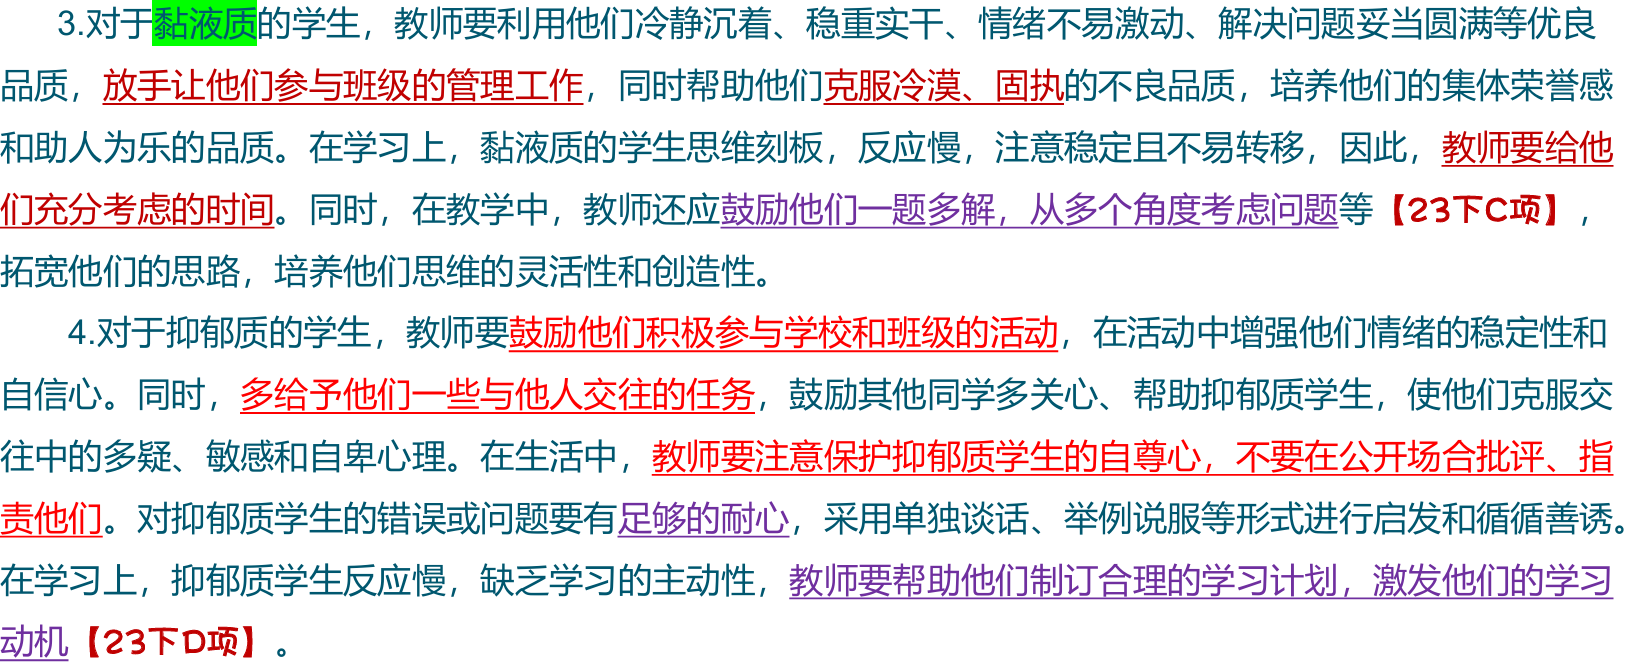 3.对于黏液质的学生，教师要利用他们冷静沉着、稳重实干、情绪不易激动、解决问题妥当圆满等优良
品质，放手让他们参与班级的管理工作，同时帮助他们克服冷漠、固执的不良品质，培养他们的集体荣誉感
和助人为乐的品质。在学习上，黏液质的学生思维刻板，反应慢，注意稳定且不易转移，因此，教师要给他
们充分考虑的时间。同时，在教学中，教师还应鼓励他们一题多解，从多个角度考虑问题等【23下C项】，
拓宽他们的思路，培养他们思维的灵活性和创造性。
4.对于抑郁质的学生，教师要鼓励他们积极参与学校和班级的活动，在活动中增强他们情绪的稳定性和
自信心。同时，多给予他们一些与他人交往的任务，鼓励其他同学多关心、帮助抑郁质学生，使他们克服交
往中的多疑、敏感和自卑心理。在生活中，教师要注意保护抑郁质学生的自尊心，不要在公开场合批评、指
责他们。对抑郁质学生的错误或问题要有足够的耐心，采用单独谈话、举例说服等形式进行启发和循循善诱。
在学习上，抑郁质学生反应慢，缺乏学习的主动性，教师要帮助他们制订合理的学习计划，激发他们的学习
动机【23下D项】。